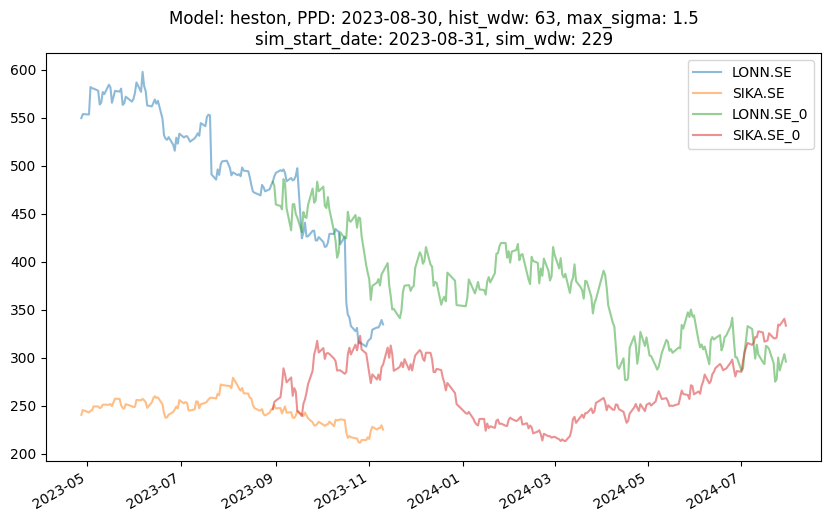 Model: heston, PPD: 2023-08-30, hist_wdw: 63, max_sigma: 1.5
sim_start_date: 2023-08-31, sim_wdw: 229
LONN.SE
SIKA.SE
LONN.SE_0
SIKA.SE_0
600
550
500
450
400
350
300
250
200
2023-05
2023-07
2023-09
2023-11
2024-01
2024-03
2024-05
2024-07